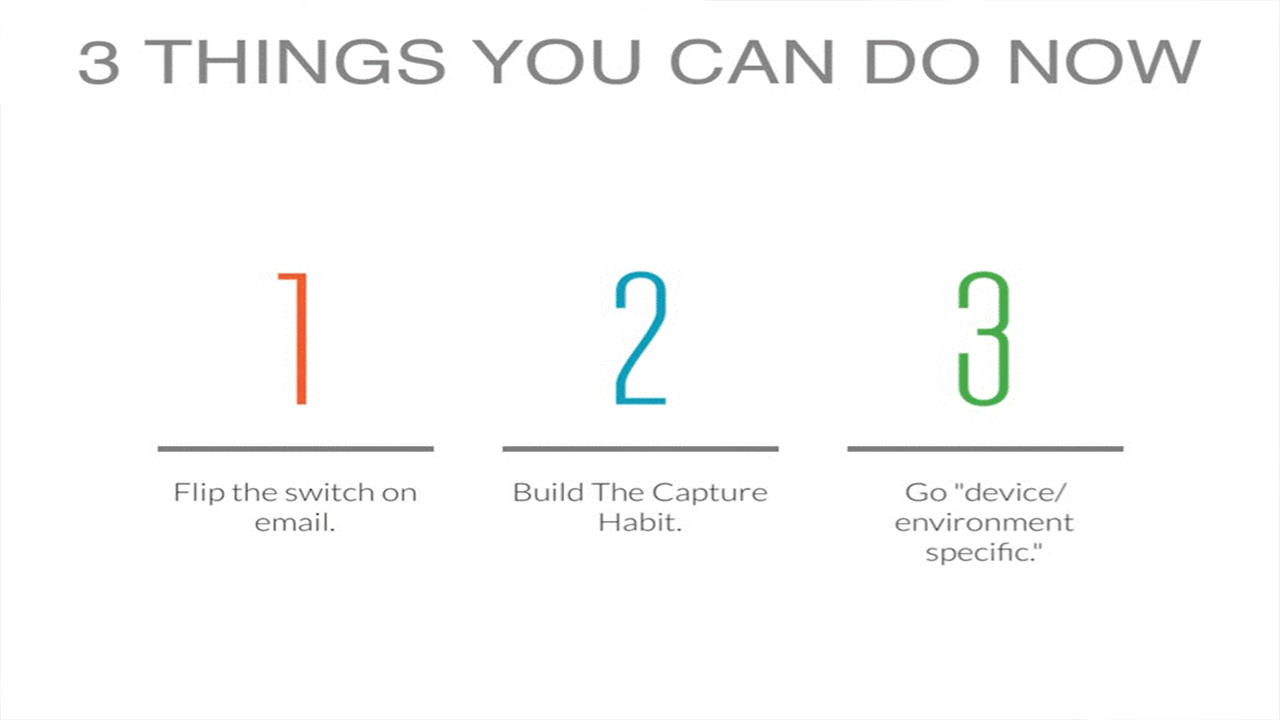 3 THINGS YOU CAN DO NOW
1
Flip the switch on
email.
2
Build The Capture
Habit.
3
Go "device/
environment
specific."